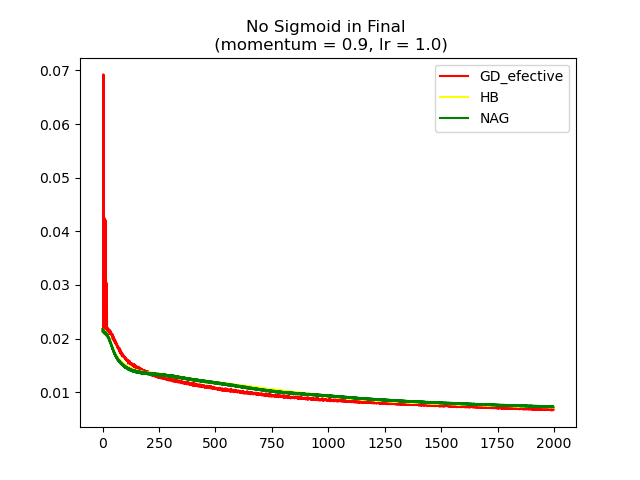 No Sigmoid in Final
(momentum = 0.9, lr = 1.0)
GD_efective
HB
NAG
0.07
0.06
0.05
0.04
0.03
0.02
0.01
0 250 500 750 1000 1250 1500 1750 2000